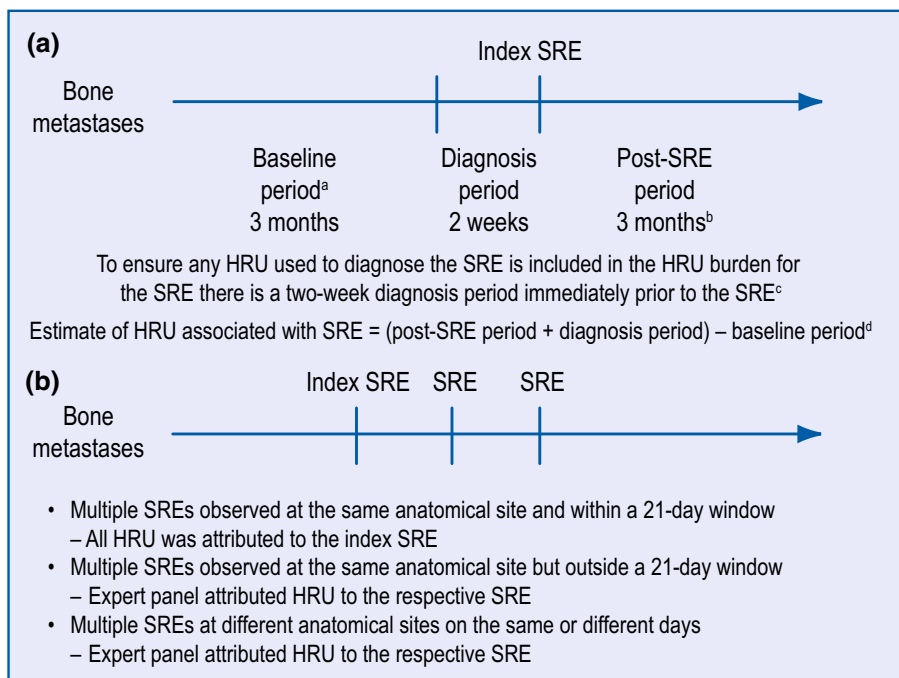 (a)
Index SRE
Bone
metastases
Baseline
periodᵃ
3 months
Diagnosis
period
2 weeks
Post-SRE
period
3 monthsᵇ
To ensure any HRU used to diagnose the SRE is included in the HRU burden for
the SRE there is a two-week diagnosis period immediately prior to the SREᶜ
Estimate of HRU associated with SRE = (post-SRE period + diagnosis period) – baseline periodᵈ
(b)
Index SRE SRE SRE
Bone
metastases
• Multiple SREs observed at the same anatomical site and within a 21-day window
– All HRU was attributed to the index SRE
• Multiple SREs observed at the same anatomical site but outside a 21-day window
– Expert panel attributed HRU to the respective SRE
• Multiple SREs at different anatomical sites on the same or different days
– Expert panel attributed HRU to the respective SRE